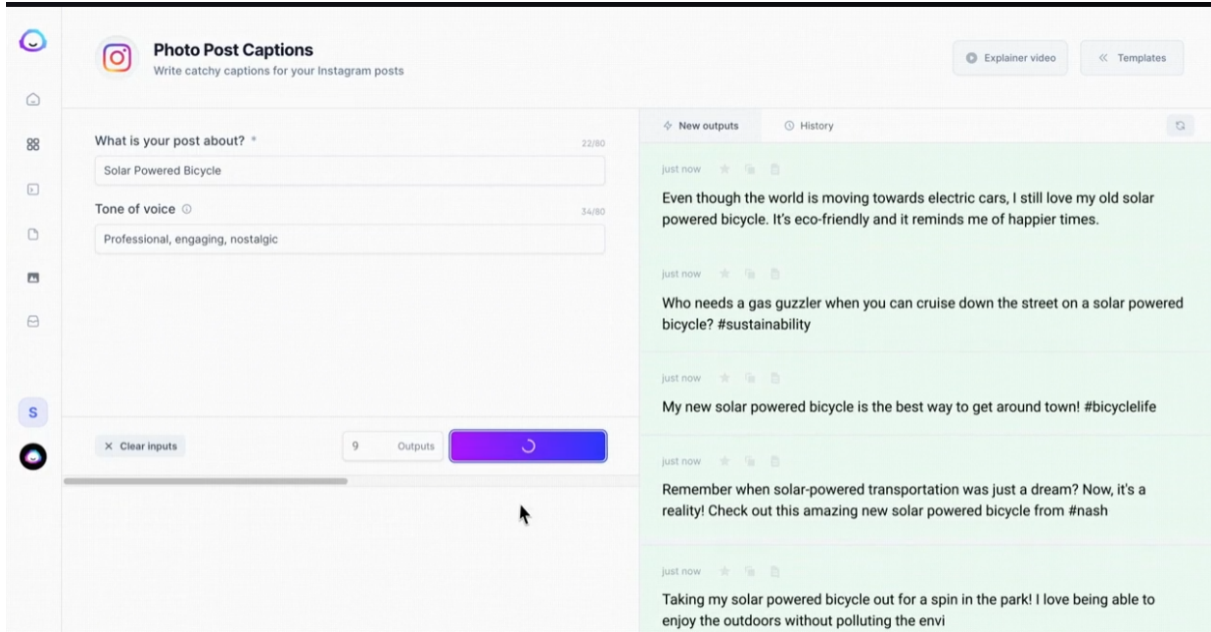 Photo Post Captions
Write catchy captions for your Instagram posts
Explainer video
Templates
What is your post about? *
22/80
Solar Powered Bicycle
Tone of voice
34/80
Professional, engaging, nostalgic
Clear inputs
9 Outputs
S
New outputs
History
just now
Even though the world is moving towards electric cars, I still love my old solar
powered bicycle. It's eco-friendly and it reminds me of happier times.
just now
Who needs a gas guzzler when you can cruise down the street on a solar powered
bicycle? #sustainability
just now
My new solar powered bicycle is the best way to get around town! #bicyclelife
just now
Remember when solar-powered transportation was just a dream? Now, it's a
reality! Check out this amazing new solar powered bicycle from #nash
just now
Taking my solar powered bicycle out for a spin in the park! I love being able to
enjoy the outdoors without polluting the envi